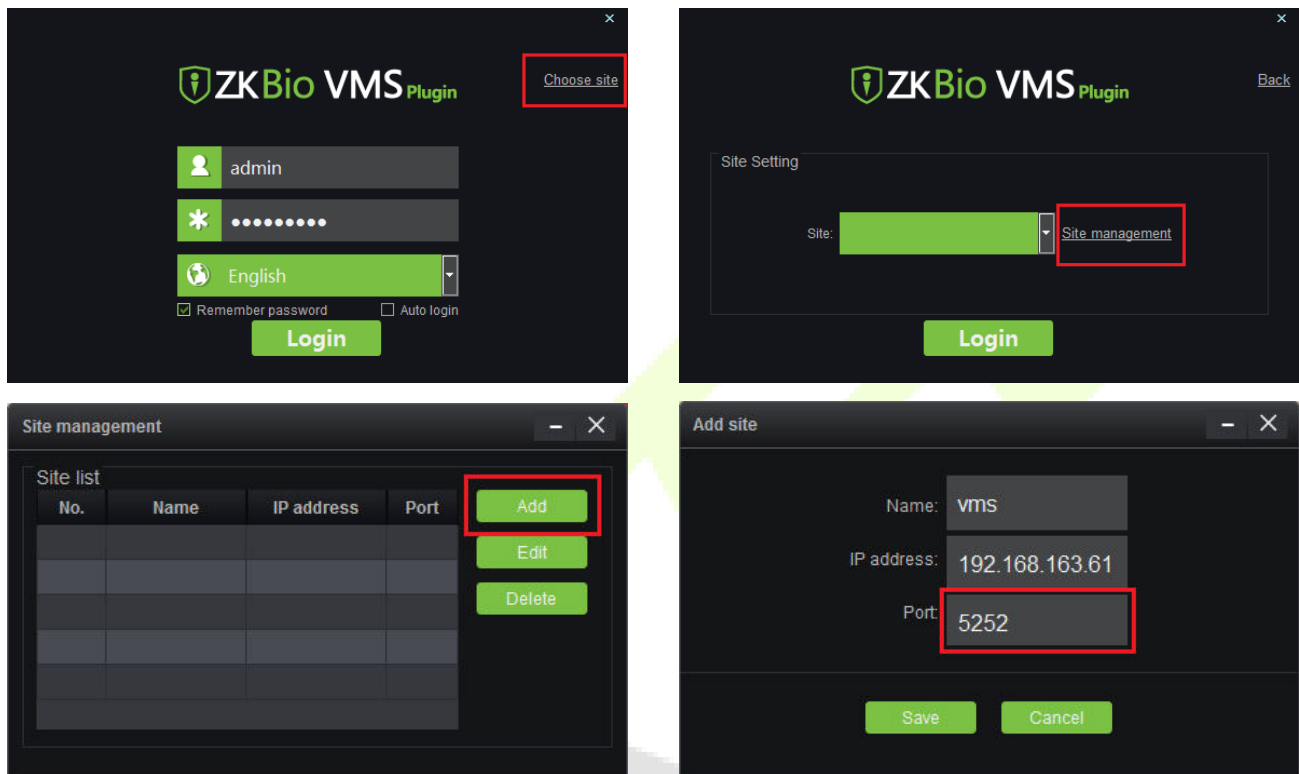 ZKBio VMS Plugin
Choose site
admin
•••••••••
English
Remember password Auto login
Login
ZKBio VMS Plugin
Back
Site Setting
Site: Site management
Login
Site management
Site list
No. Name IP address Port
Add
Edit
Delete
Add site
Name: vms
IP address: 192.168.163.61
Port: 5252
Save Cancel